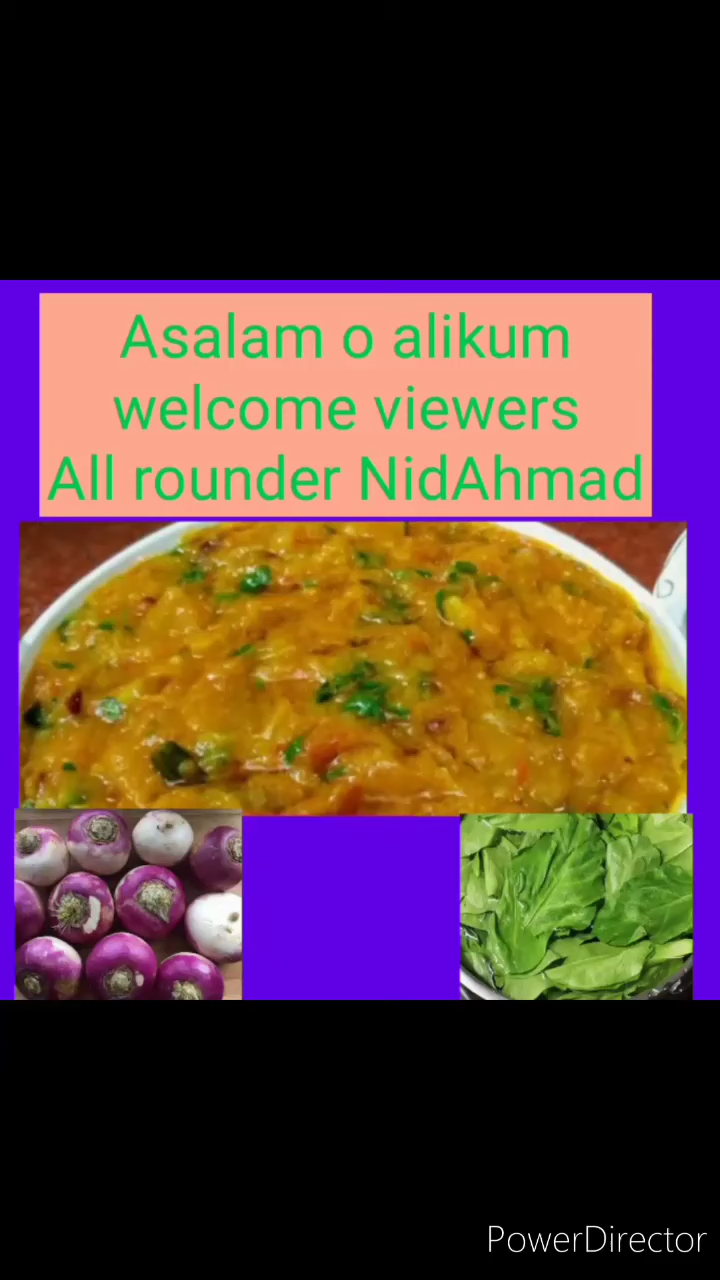 Asalam o alikum
welcome viewers
All rounder NidAhmad
PowerDirector